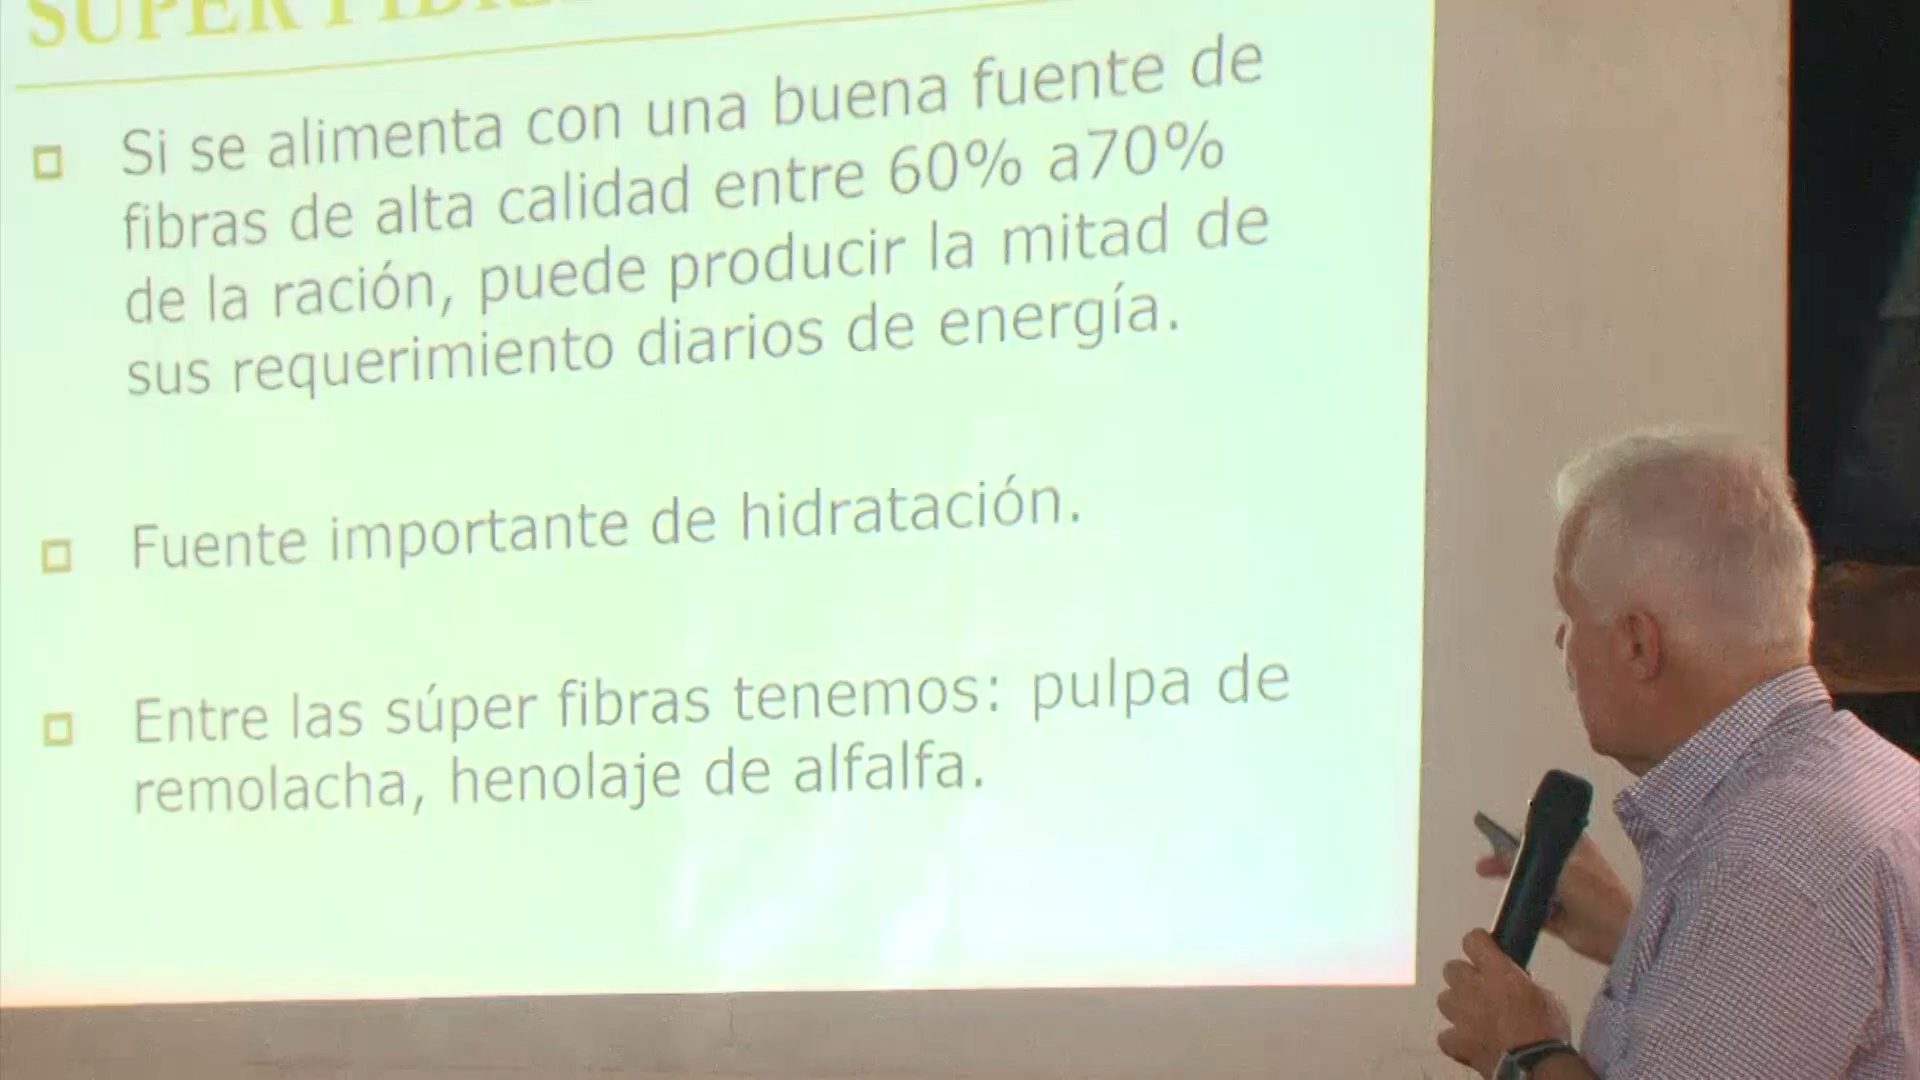 SUPER
Si se alimenta con una buena fuente de
fibras de alta calidad entre 60% a70%
de la ración, puede producir la mitad de
sus requerimiento diarios de energía.
Fuente importante de hidratación.
Entre las súper fibras tenemos: pulpa de
remolacha, henolaje de alfalfa.